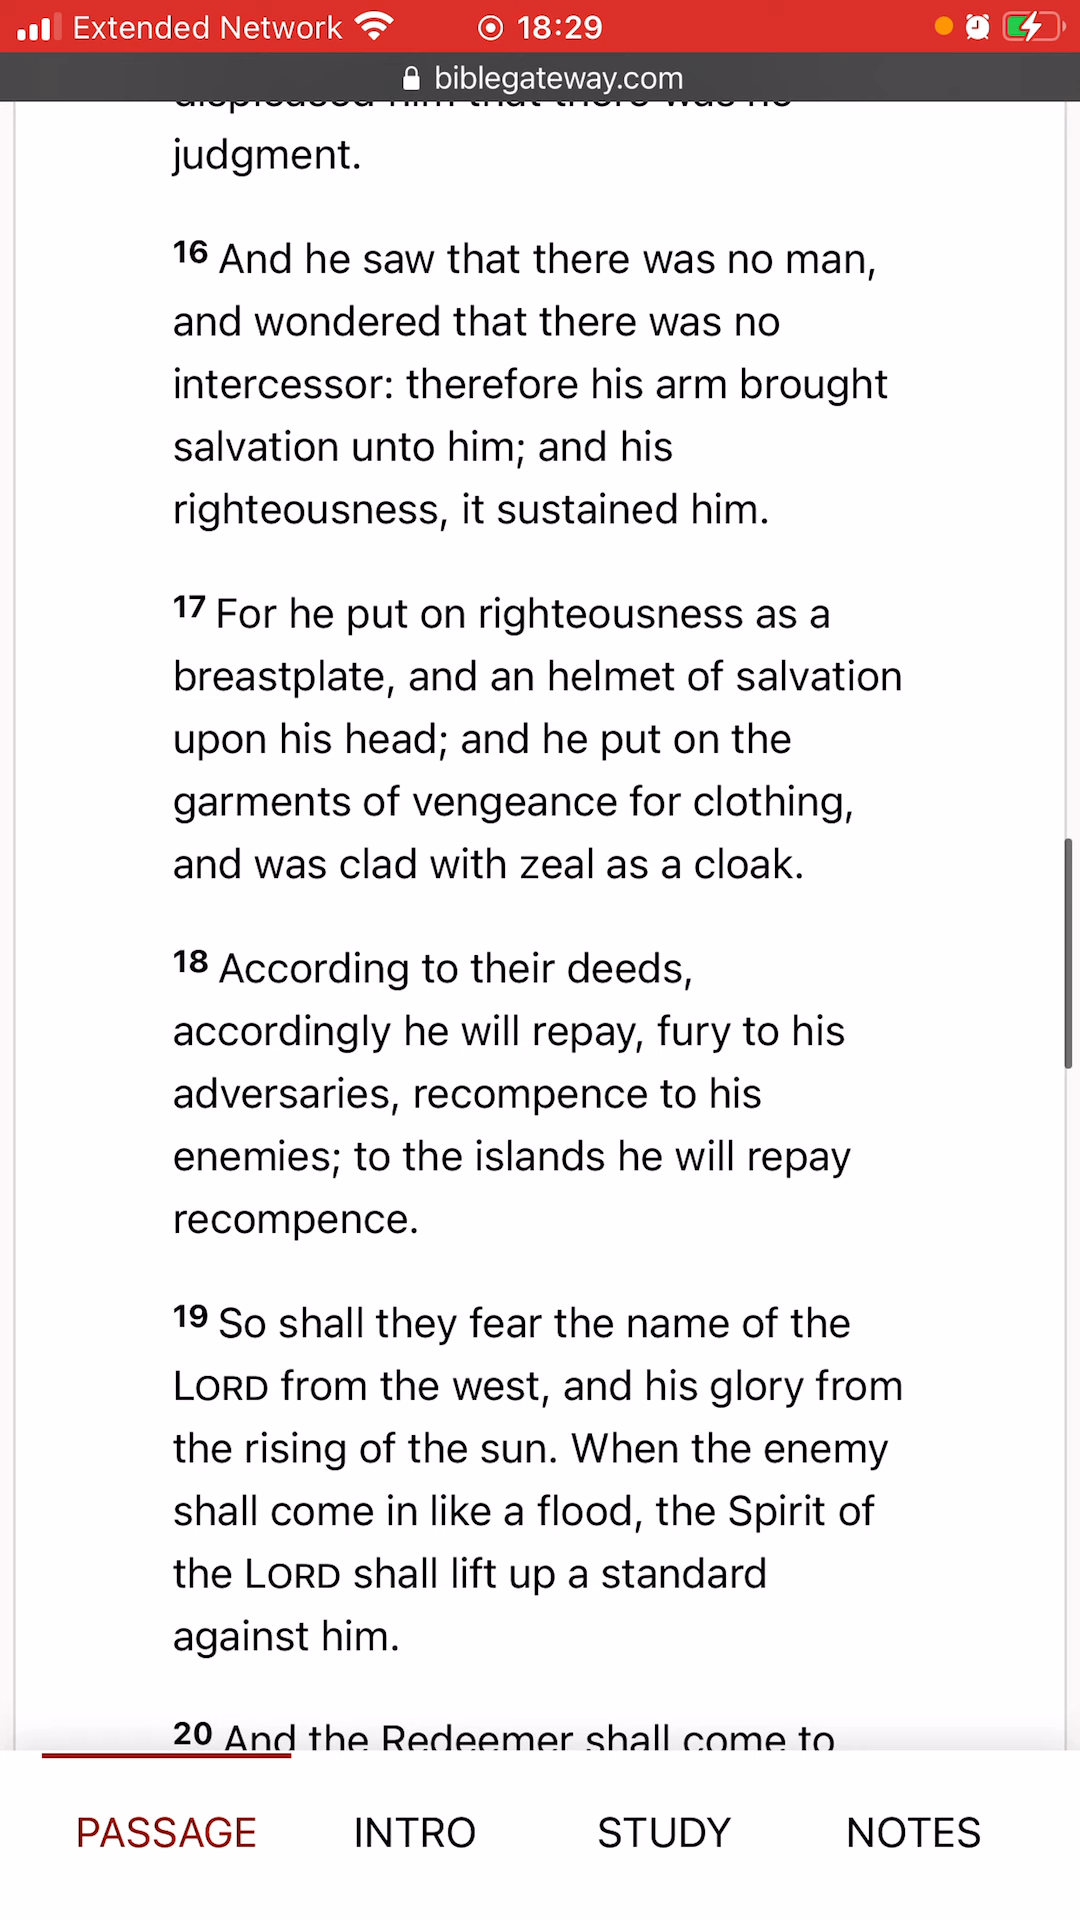 Extended Network 18:29
biblegateway.com
displeased him that there was no
judgment.
16 And he saw that there was no man,
and wondered that there was no
intercessor: therefore his arm brought
salvation unto him; and his
righteousness, it sustained him.
17 For he put on righteousness as a
breastplate, and an helmet of salvation
upon his head; and he put on the
garments of vengeance for clothing,
and was clad with zeal as a cloak.
18 According to their deeds,
accordingly he will repay, fury to his
adversaries, recompence to his
enemies; to the islands he will repay
recompence.
19 So shall they fear the name of the
LORD from the west, and his glory from
the rising of the sun. When the enemy
shall come in like a flood, the Spirit of
the LORD shall lift up a standard
against him.
20 And the Redeemer shall come to
PASSAGE INTRO STUDY NOTES